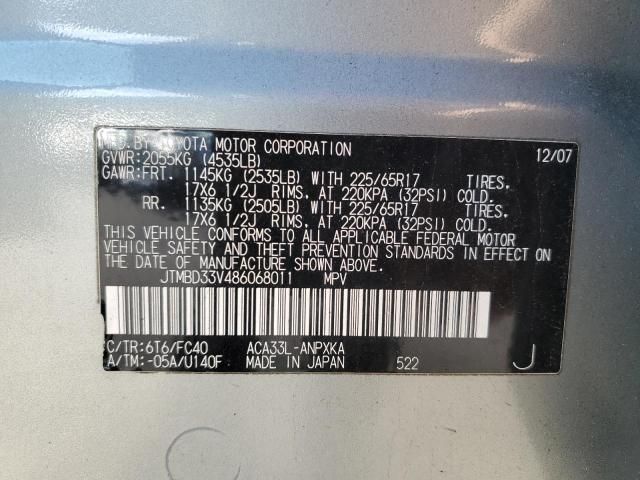 MFD.BY TOYOTA MOTOR CORPORATION 12/07
GVWR:2055KG (4535LB)
GAWR:FRT. 1145KG (2535LB) WITH 225/65R17 TIRES.
17X6 1/2J RIMS. AT 220KPA (32PSI) COLD.
RR. 1135KG (2505LB) WITH 225/65R17 TIRES.
17X6 1/2J RIMS. AT 220KPA (32PSI) COLD.
THIS VEHICLE CONFORMS TO ALL APPLICABLE FEDERAL MOTOR
VEHICLE SAFETY AND THEFT PREVENTION STANDARDS IN EFFECT ON
THE DATE OF MANUFACTURE SHOWN ABOVE.
JTMBD33V486068011 MPV
C/TR:6T6/FC40 ACA33L-ANPXKA
A/TM:-05A/U140F MADE IN JAPAN 522 J